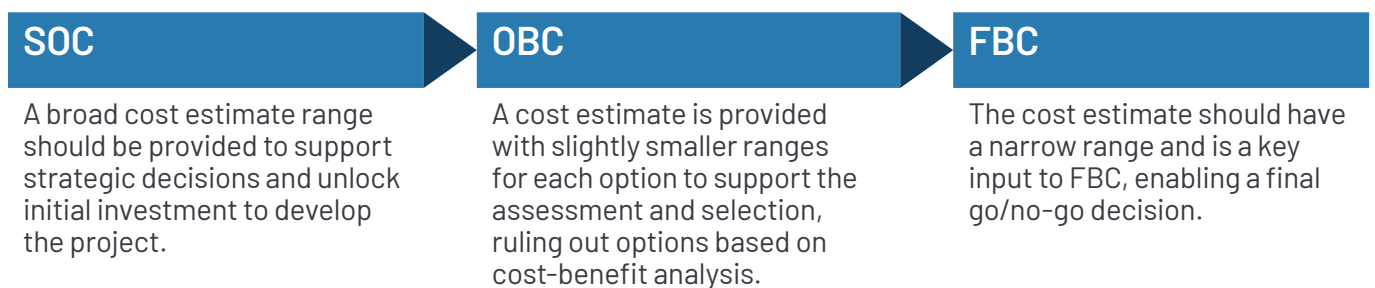 SOC
A broad cost estimate range
should be provided to support
strategic decisions and unlock
initial investment to develop
the project.
OBC
A cost estimate is provided
with slightly smaller ranges
for each option to support the
assessment and selection,
ruling out options based on
cost-benefit analysis.
FBC
The cost estimate should have
a narrow range and is a key
input to FBC, enabling a final
go/no-go decision.